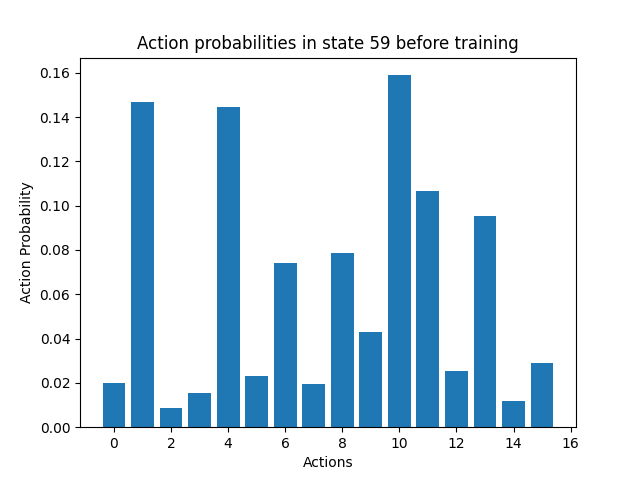 Action probabilities in state 59 before training
0.16
0.14
0.12
0.10
0.08
0.06
0.04
0.02
0.00
Action Probability
0 2 4 6 8 10 12 14 16
Actions